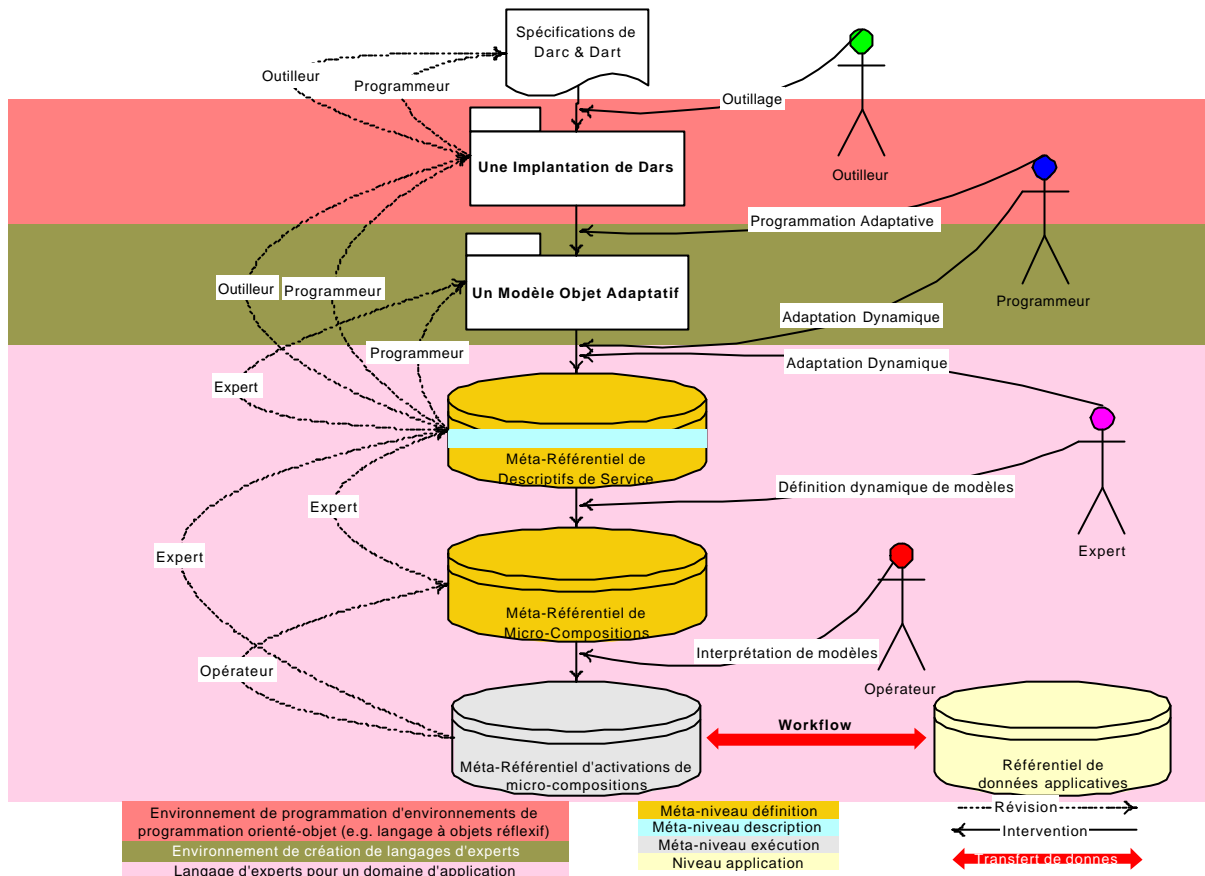 Spécifications de
Darc & Dart
Outilleur
Programmeur
Outillage
Outilleur
Une Implantation de Dars
Programmation Adaptative
Programmeur
Outilleur
Programmeur
Un Modèle Objet Adaptatif
Adaptation Dynamique
Programmeur
Adaptation Dynamique
Expert
Méta-Référentiel de
Descriptifs de Service
Définition dynamique de modèles
Expert
Expert
Expert
Méta-Référentiel de
Micro-Compositions
Interprétation de modèles
Opérateur
Opérateur
Workflow
Méta-Référentiel d'activations de
micro-compositions
Référentiel de
données applicatives
Environnement de programmation d'environnements de
programmation orienté-objet (e.g. langage à objets réflexif)
Environnement de création de langages d'experts
Langage d'experts pour un domaine d'application
Méta-niveau définition
Méta-niveau description
Méta-niveau exécution
Niveau application
Révision
Intervention
Transfert de donnes